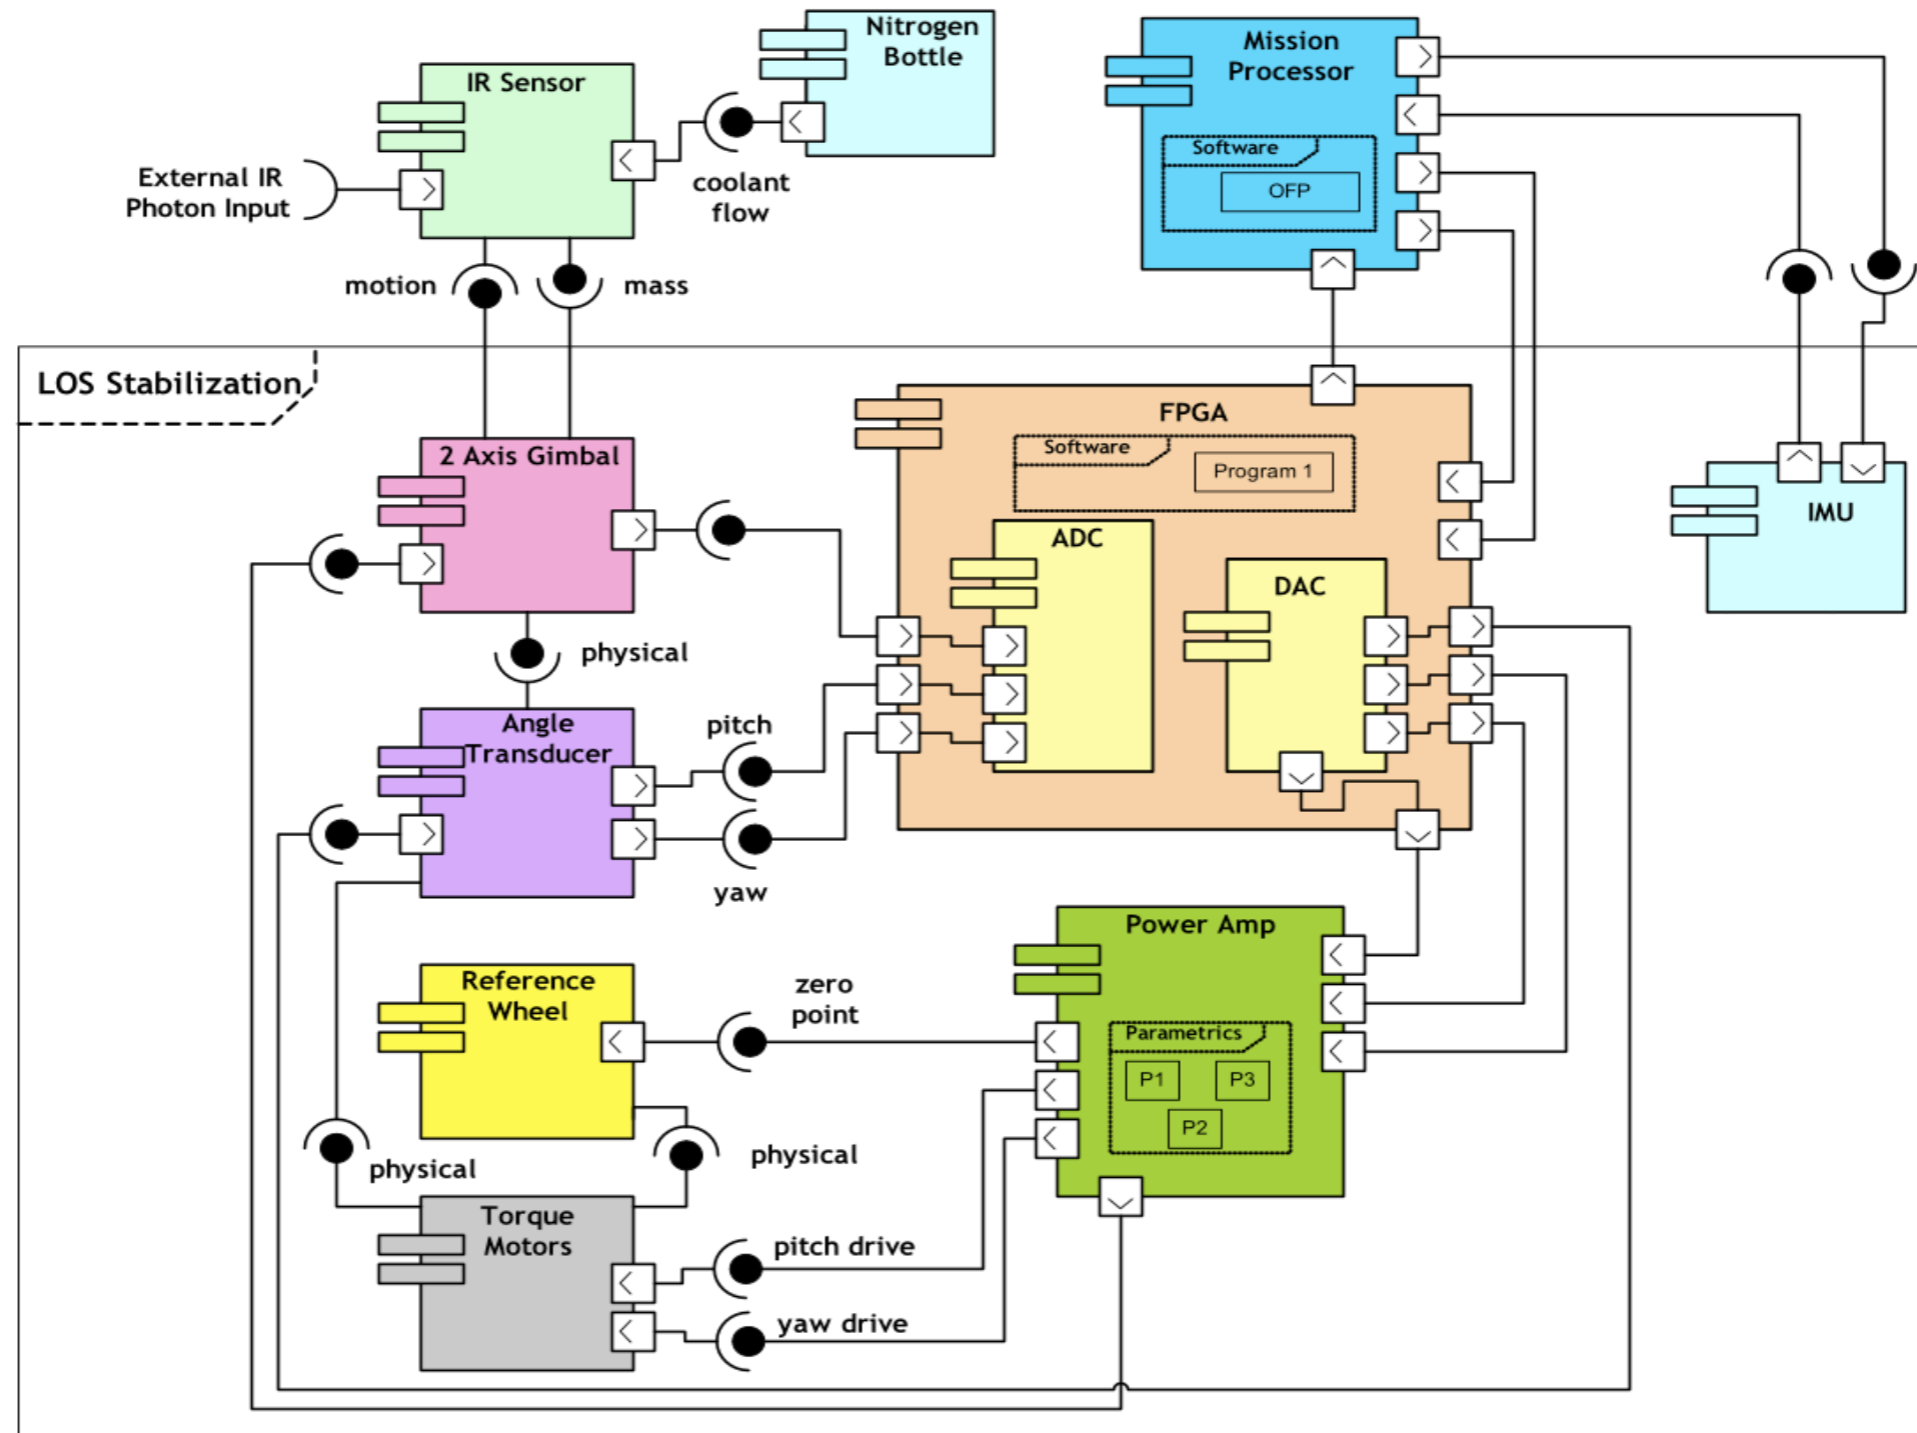 Nitrogen
Bottle
Mission
Processor
IR Sensor
Software
OFP
External IR
Photon Input
coolant
flow
motion
mass
LOS Stabilization
FPGA
Software
Program 1
2 Axis Gimbal
IMU
ADC
DAC
physical
Angle
Transducer
pitch
yaw
Power Amp
Reference
Wheel
zero
point
Parametrics
P1
P3
P2
physical
physical
Torque
Motors
pitch drive
yaw drive